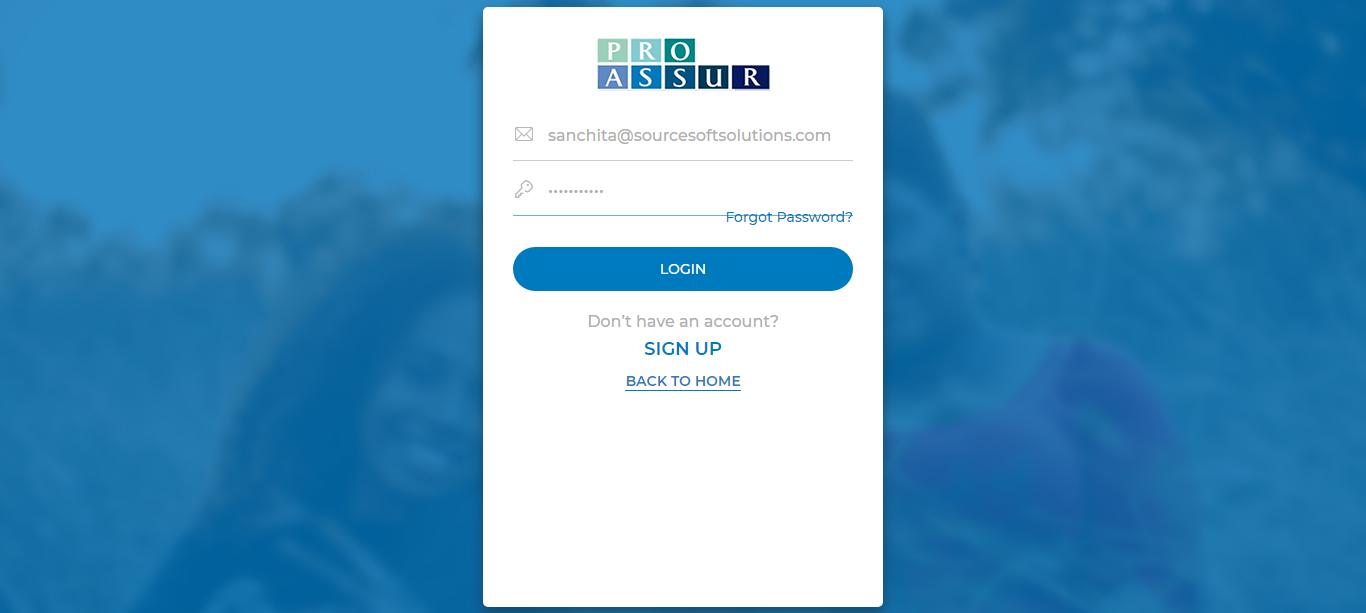 PRO
ASSUR
sanchita@sourcesoftsolutions.com
•••••••••••
Forgot Password?
LOGIN
Don't have an account?
SIGN UP
BACK TO HOME